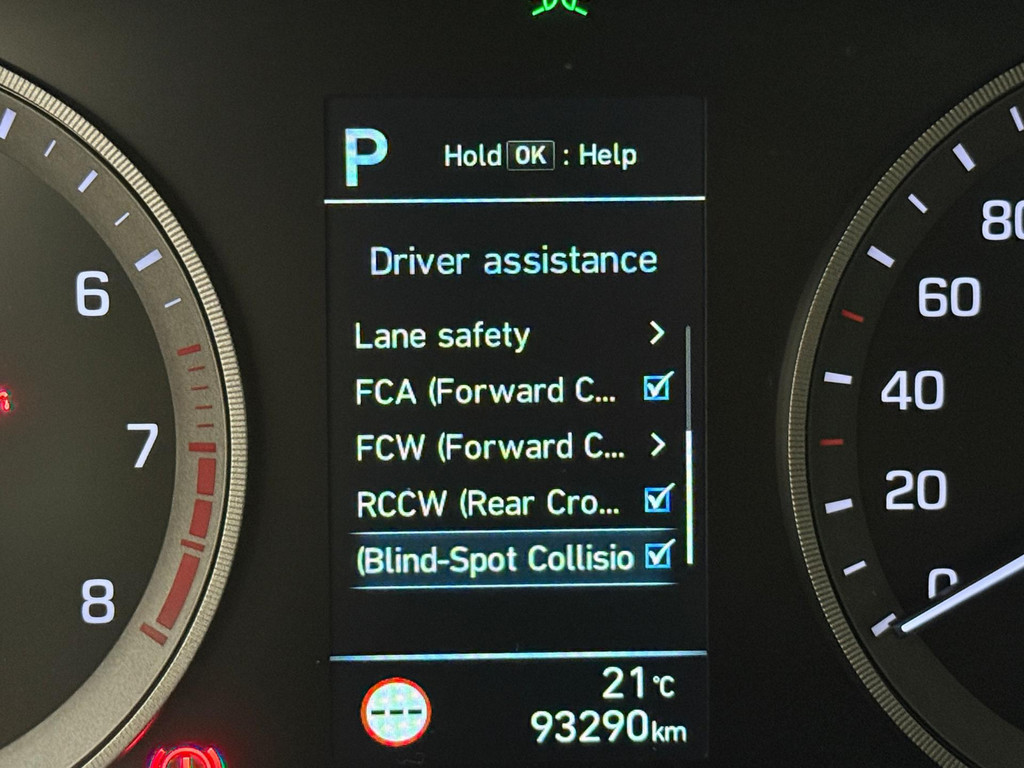 P Hold OK : Help
Driver assistance
Lane safety >
FCA (Forward C...
FCW (Forward C... >
RCCW (Rear Cro...
(Blind-Spot Collisio
21°C
93290km
6
7
8
80
60
40
20
0